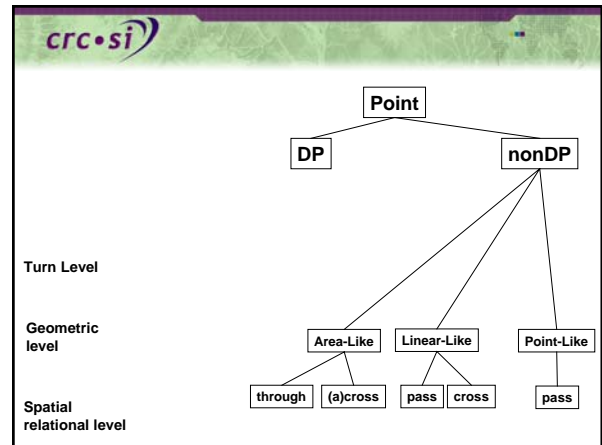 crc•si
Point
DP
nonDP
Turn Level
Geometric
level
Area-Like
Linear-Like
Point-Like
through
(a)cross
pass
cross
pass
Spatial
relational level